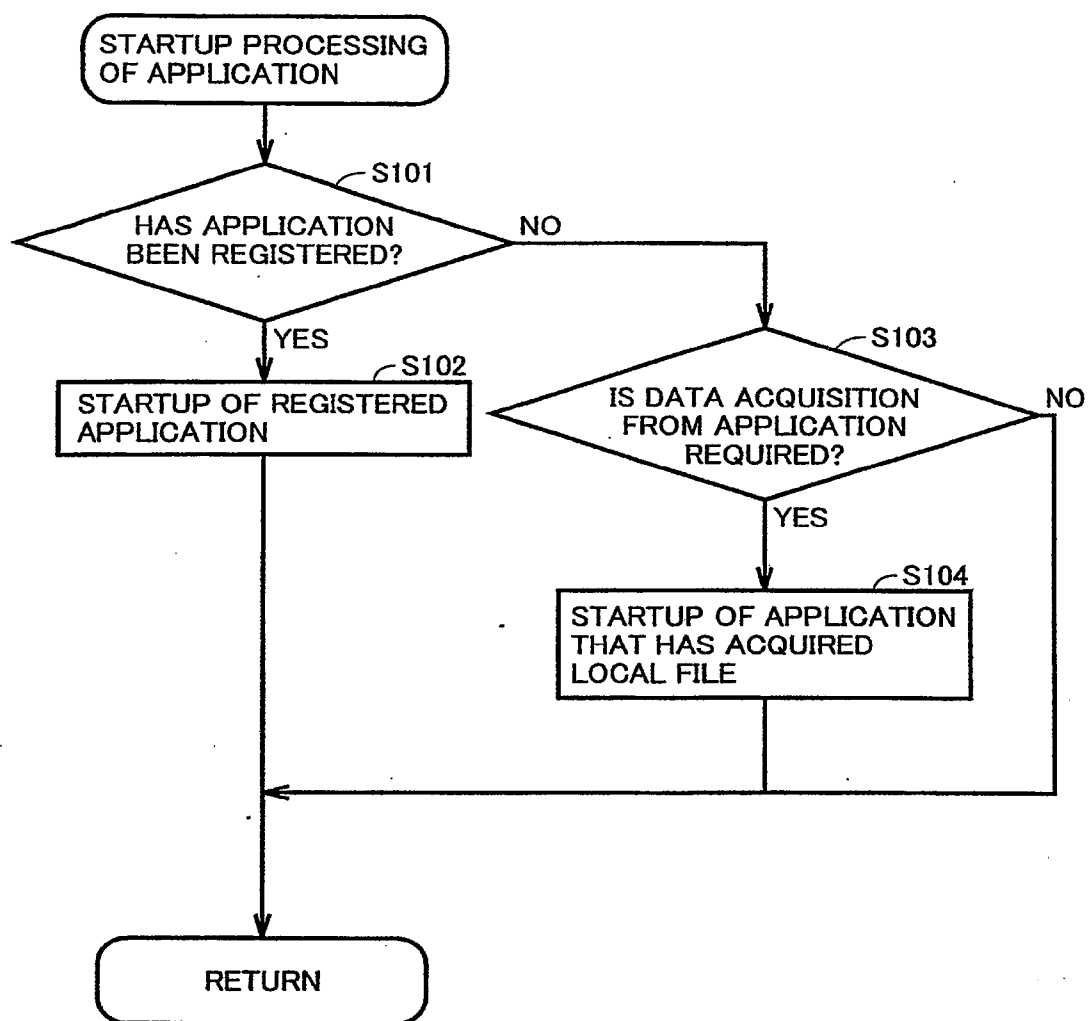 STARTUP PROCESSING
OF APPLICATION
S101
HAS APPLICATION
BEEN REGISTERED?
NO
YES
S102
STARTUP OF REGISTERED
APPLICATION
S103
IS DATA ACQUISITION
FROM APPLICATION
REQUIRED?
NO
YES
S104
STARTUP OF APPLICATION
THAT HAS ACQUIRED
LOCAL FILE
RETURN